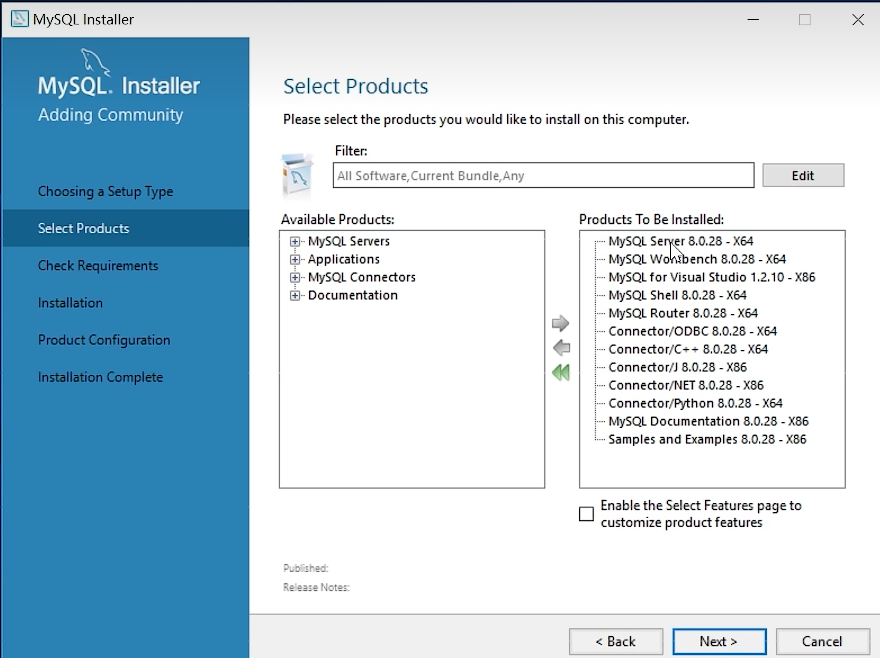 MySQL Installer
MySQL. Installer
Adding Community
Choosing a Setup Type
Select Products
Check Requirements
Installation
Product Configuration
Installation Complete
Select Products
Please select the products you would like to install on this computer.
Filter:
All Software,Current Bundle,Any
Edit
Available Products:
MySQL Servers
Applications
MySQL Connectors
Documentation
Products To Be Installed:
MySQL Server 8.0.28 - X64
MySQL Workbench 8.0.28 - X64
MySQL for Visual Studio 1.2.10 - X86
MySQL Shell 8.0.28 - X64
MySQL Router 8.0.28 - X64
Connector/ODBC 8.0.28 - X64
Connector/C++ 8.0.28 - X64
Connector/J 8.0.28 - X86
Connector/NET 8.0.28 - X86
Connector/Python 8.0.28 - X64
MySQL Documentation 8.0.28 - X86
Samples and Examples 8.0.28 - X86
Enable the Select Features page to
customize product features
Published:
Release Notes:
< Back
Next >
Cancel